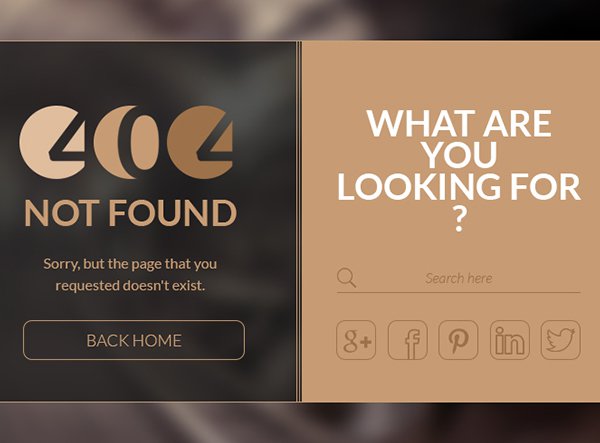 404
NOT FOUND
Sorry, but the page that you
requested doesn't exist.
BACK HOME
WHAT ARE
YOU
LOOKING FOR
?
Search here
g+
f
p
in